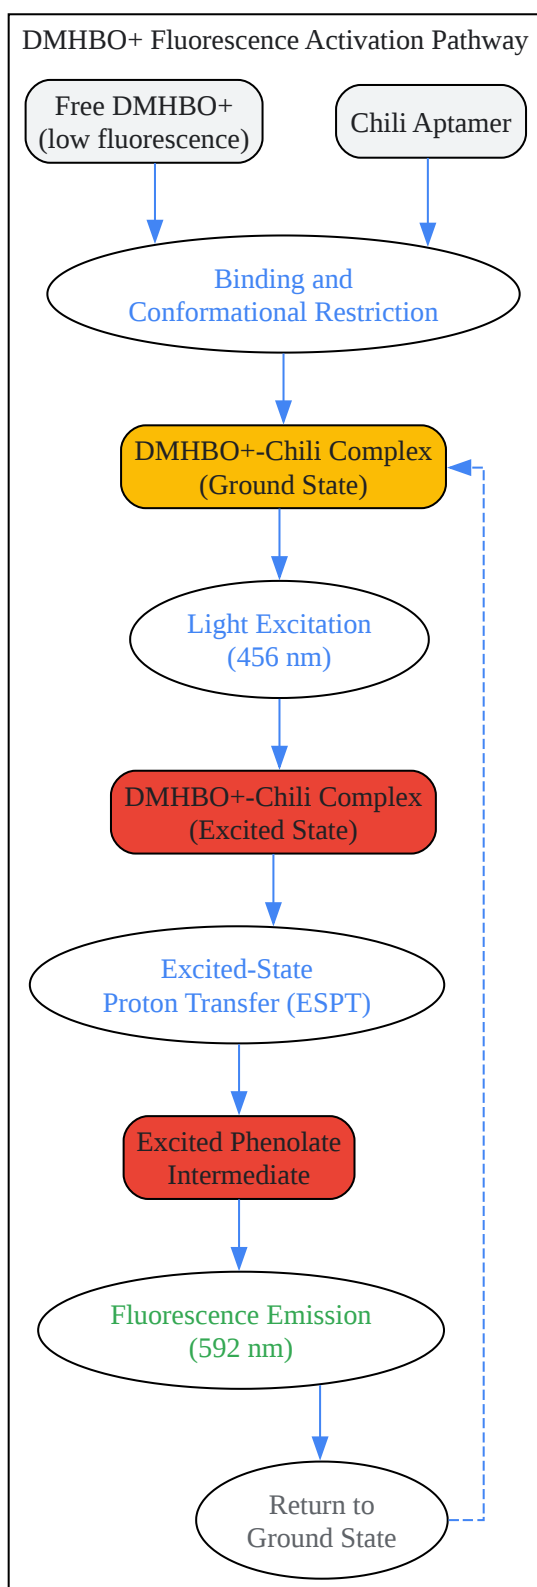 DMHBO+ Fluorescence Activation Pathway
Free DMHBO+
(low fluorescence)
Chili Aptamer
Binding and
Conformational Restriction
DMHBO+-Chili Complex
(Ground State)
Light Excitation
(456 nm)
DMHBO+-Chili Complex
(Excited State)
Excited-State
Proton Transfer (ESPT)
Excited Phenolate
Intermediate
Fluorescence Emission
(592 nm)
Return to
Ground State